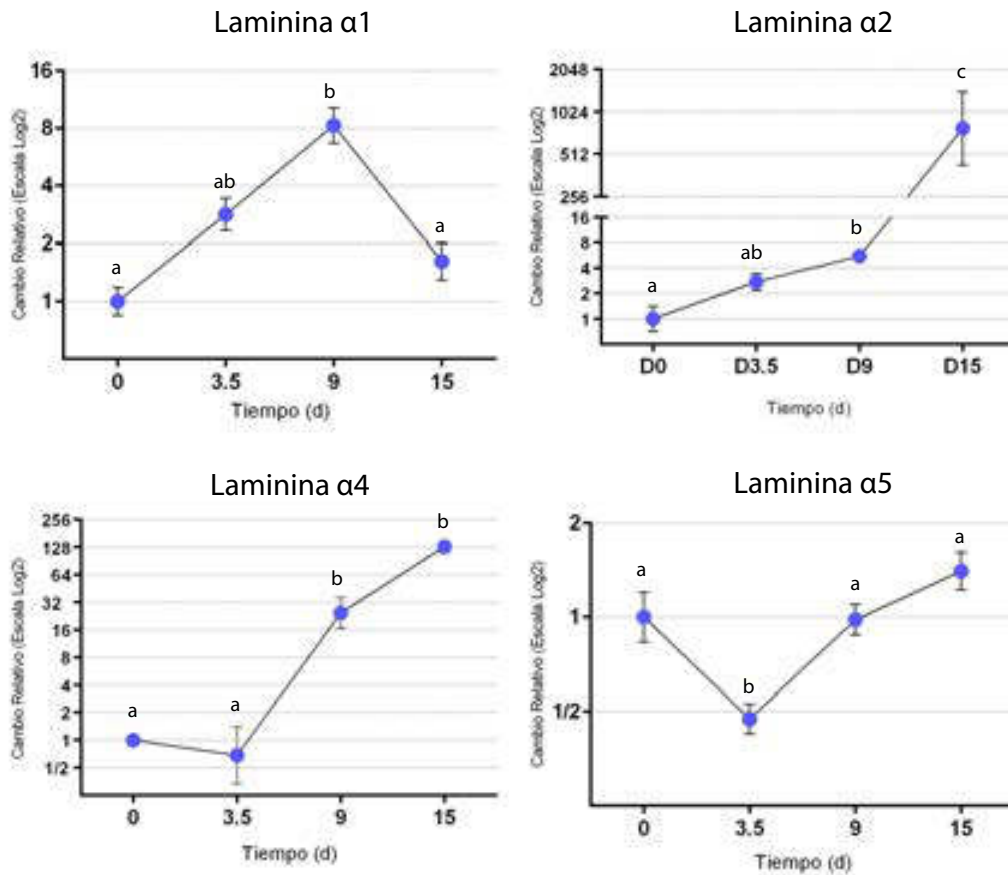 Laminina α1
Cambio Relativo (Escala Log2)
16
8
4
2
1
a
ab
b
a
0 3.5 9 15
Tiempo (d)
Laminina α2
Cambio Relativo (Escala Log2)
2048
1024
512
256
16
8
4
2
1
a
ab
b
c
D0 D3.5 D9 D15
Tiempo (d)
Laminina α4
Cambio Relativo (Escala Log2)
256
128
64
32
16
8
4
2
1
1/2
a
a
b
b
0 3.5 9 15
Tiempo (d)
Laminina α5
Cambio Relativo (Escala Log2)
2
1
1/2
a
b
a
a
0 3.5 9 15
Tiempo (d)